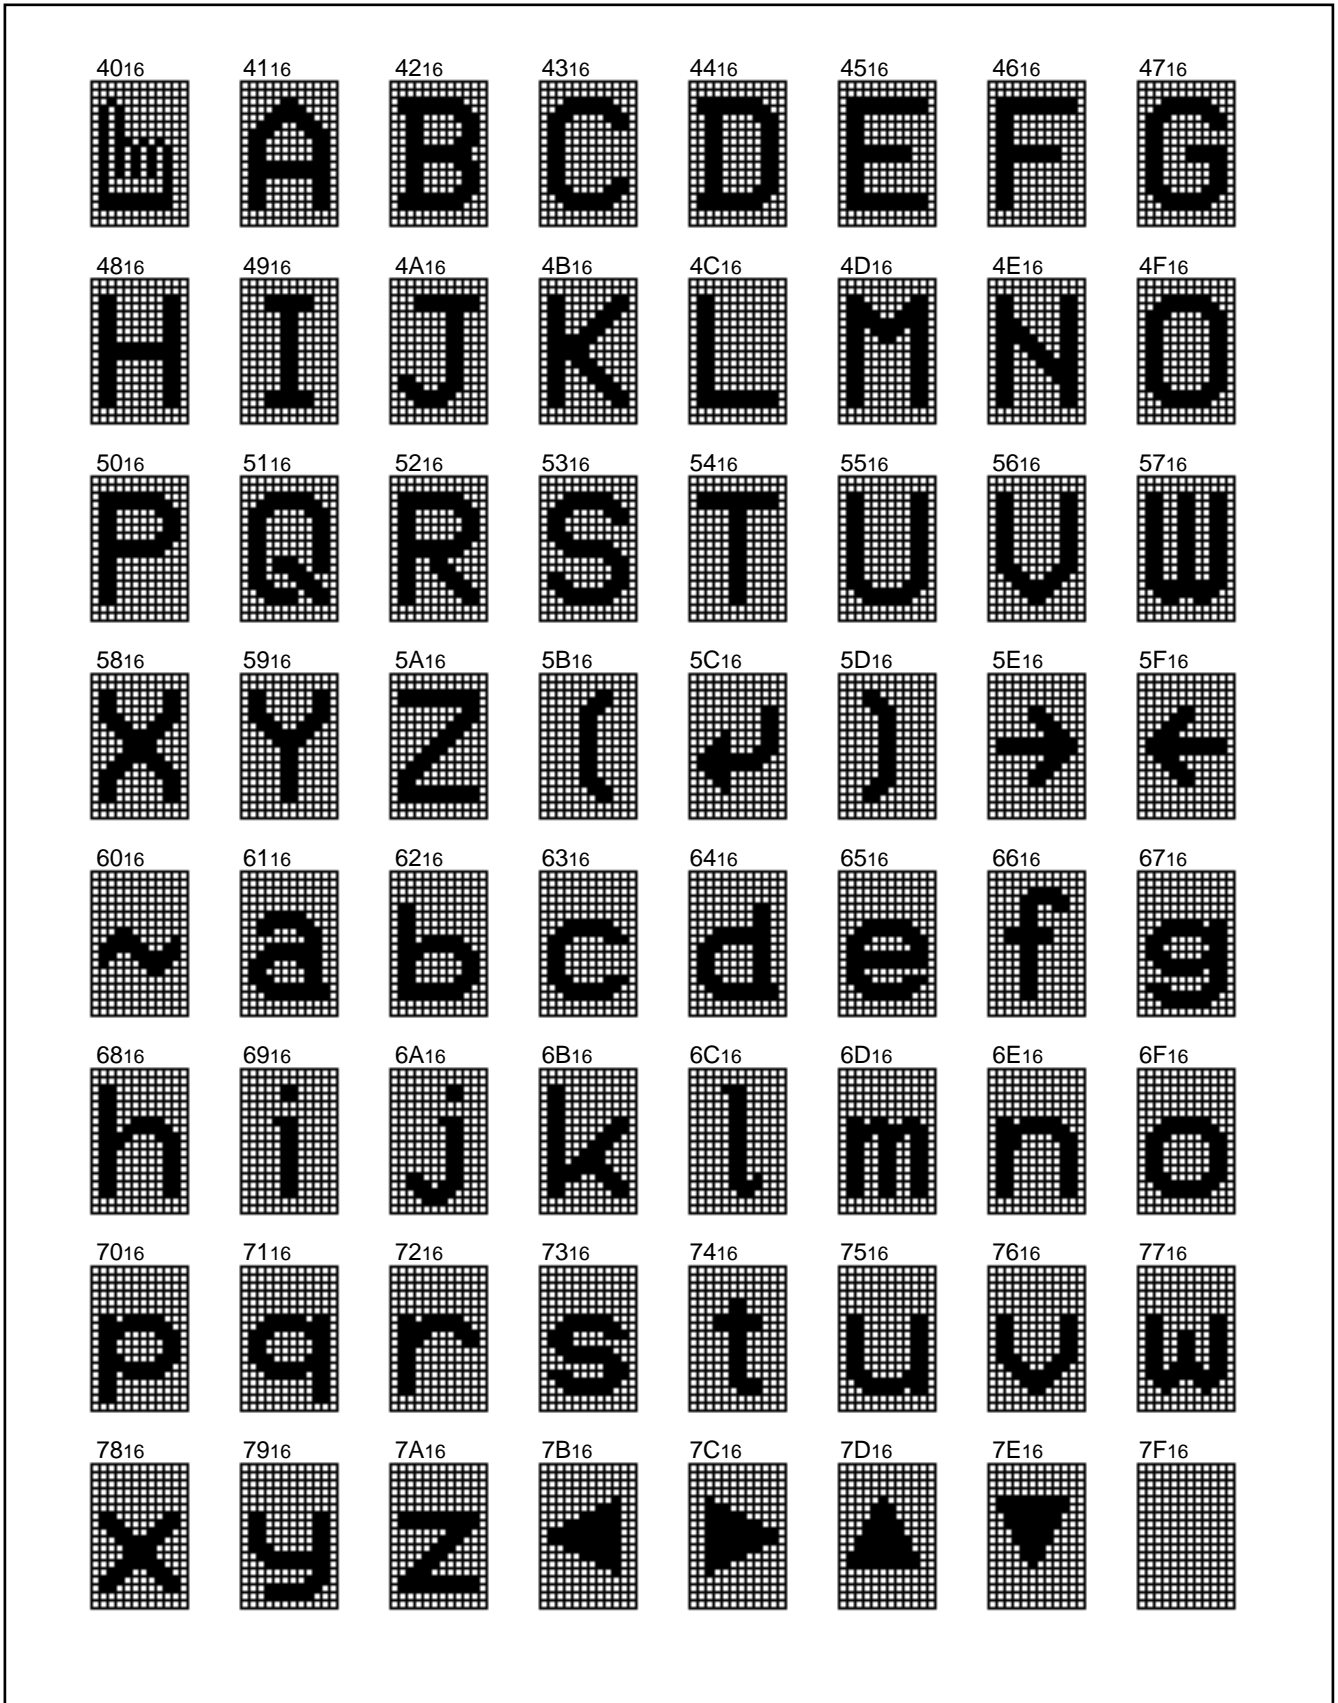 4016 4116 4216 4316 4416 4516 4616 4716
A B C D E F G
4816 4916 4A16 4B16 4C16 4D16 4E16 4F16
H I J K L M N O
5016 5116 5216 5316 5416 5516 5616 5716
P Q R S T U V W
5816 5916 5A16 5B16 5C16 5D16 5E16 5F16
X Y Z ( ↲ ) → ←
6016 6116 6216 6316 6416 6516 6616 6716
~ a b c d e f g
6816 6916 6A16 6B16 6C16 6D16 6E16 6F16
h i j k l m n o
7016 7116 7216 7316 7416 7516 7616 7716
p q r s t u v w
7816 7916 7A16 7B16 7C16 7D16 7E16 7F16
x y z ◀ ▶ ▲ ▼